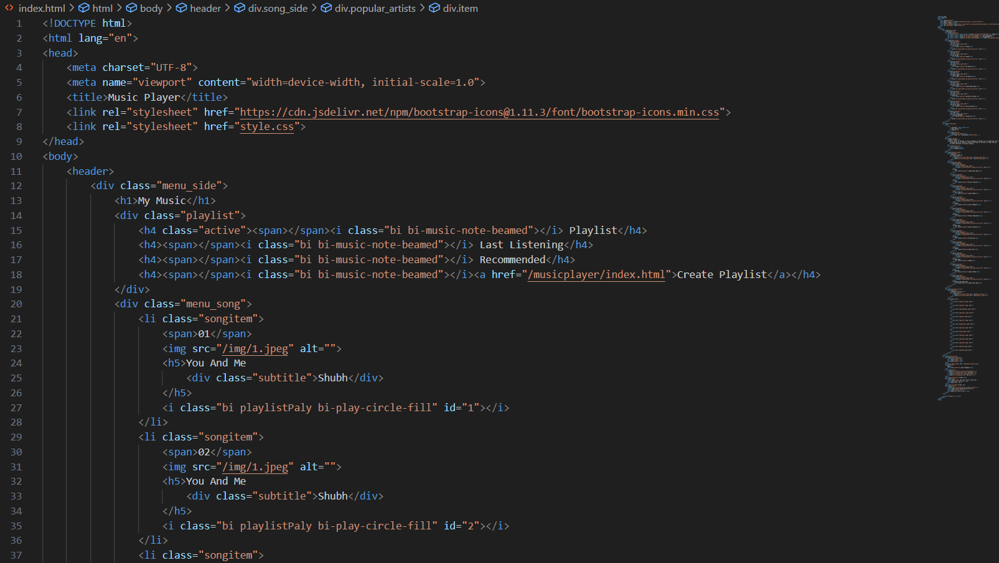 index.html > html > body > header > div.song_side > div.popular_artists > div.item
1 <!DOCTYPE html>
2 <html lang="en">
3 <head>
4 <meta charset="UTF-8">
5 <meta name="viewport" content="width=device-width, initial-scale=1.0">
6 <title>Music Player</title>
7 <link rel="stylesheet" href="https://cdn.jsdelivr.net/npm/bootstrap-icons@1.11.3/font/bootstrap-icons.min.css">
8 <link rel="stylesheet" href="style.css">
9 </head>
10 <body>
11 <header>
12 <div class="menu_side">
13 <h1>My Music</h1>
14 <div class="playlist">
15 <h4 class="active"><span></span><i class="bi bi-music-note-beamed"></i> Playlist</h4>
16 <h4><span></span><i class="bi bi-music-note-beamed"></i> Last Listening</h4>
17 <h4><span></span><i class="bi bi-music-note-beamed"></i> Recommended</h4>
18 <h4><span></span><i class="bi bi-music-note-beamed"></i><a href="/musicplayer/index.html">Create Playlist</a></h4>
19 </div>
20 <div class="menu_song">
21 <li class="songitem">
22 <span>01</span>
23 <img src="/img/1.jpeg" alt="">
24 <h5>You And Me
25 <div class="subtitle">Shubh</div>
26 </h5>
27 <i class="bi playlistPaly bi-play-circle-fill" id="1"></i>
28 </li>
29 <li class="songitem">
30 <span>02</span>
31 <img src="/img/1.jpeg" alt="">
32 <h5>You And Me
33 <div class="subtitle">Shubh</div>
34 </h5>
35 <i class="bi playlistPaly bi-play-circle-fill" id="2"></i>
36 </li>
37 <li class="songitem">